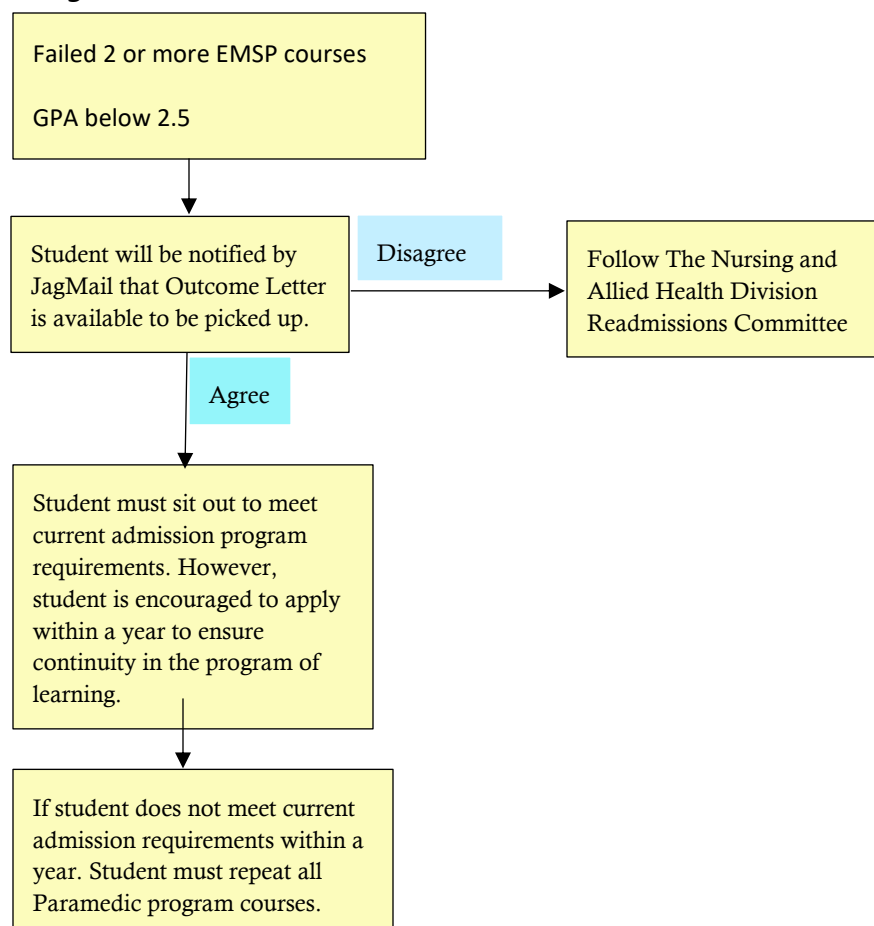 Failed 2 or more EMSP courses
GPA below 2.5
Student will be notified by
JagMail that Outcome Letter
is available to be picked up.
Disagree
Follow The Nursing and
Allied Health Division
Readmissions Committee
Agree
Student must sit out to meet
current admission program
requirements. However,
student is encouraged to apply
within a year to ensure
continuity in the program of
learning.
If student does not meet current
admission requirements within a
year. Student must repeat all
Paramedic program courses.